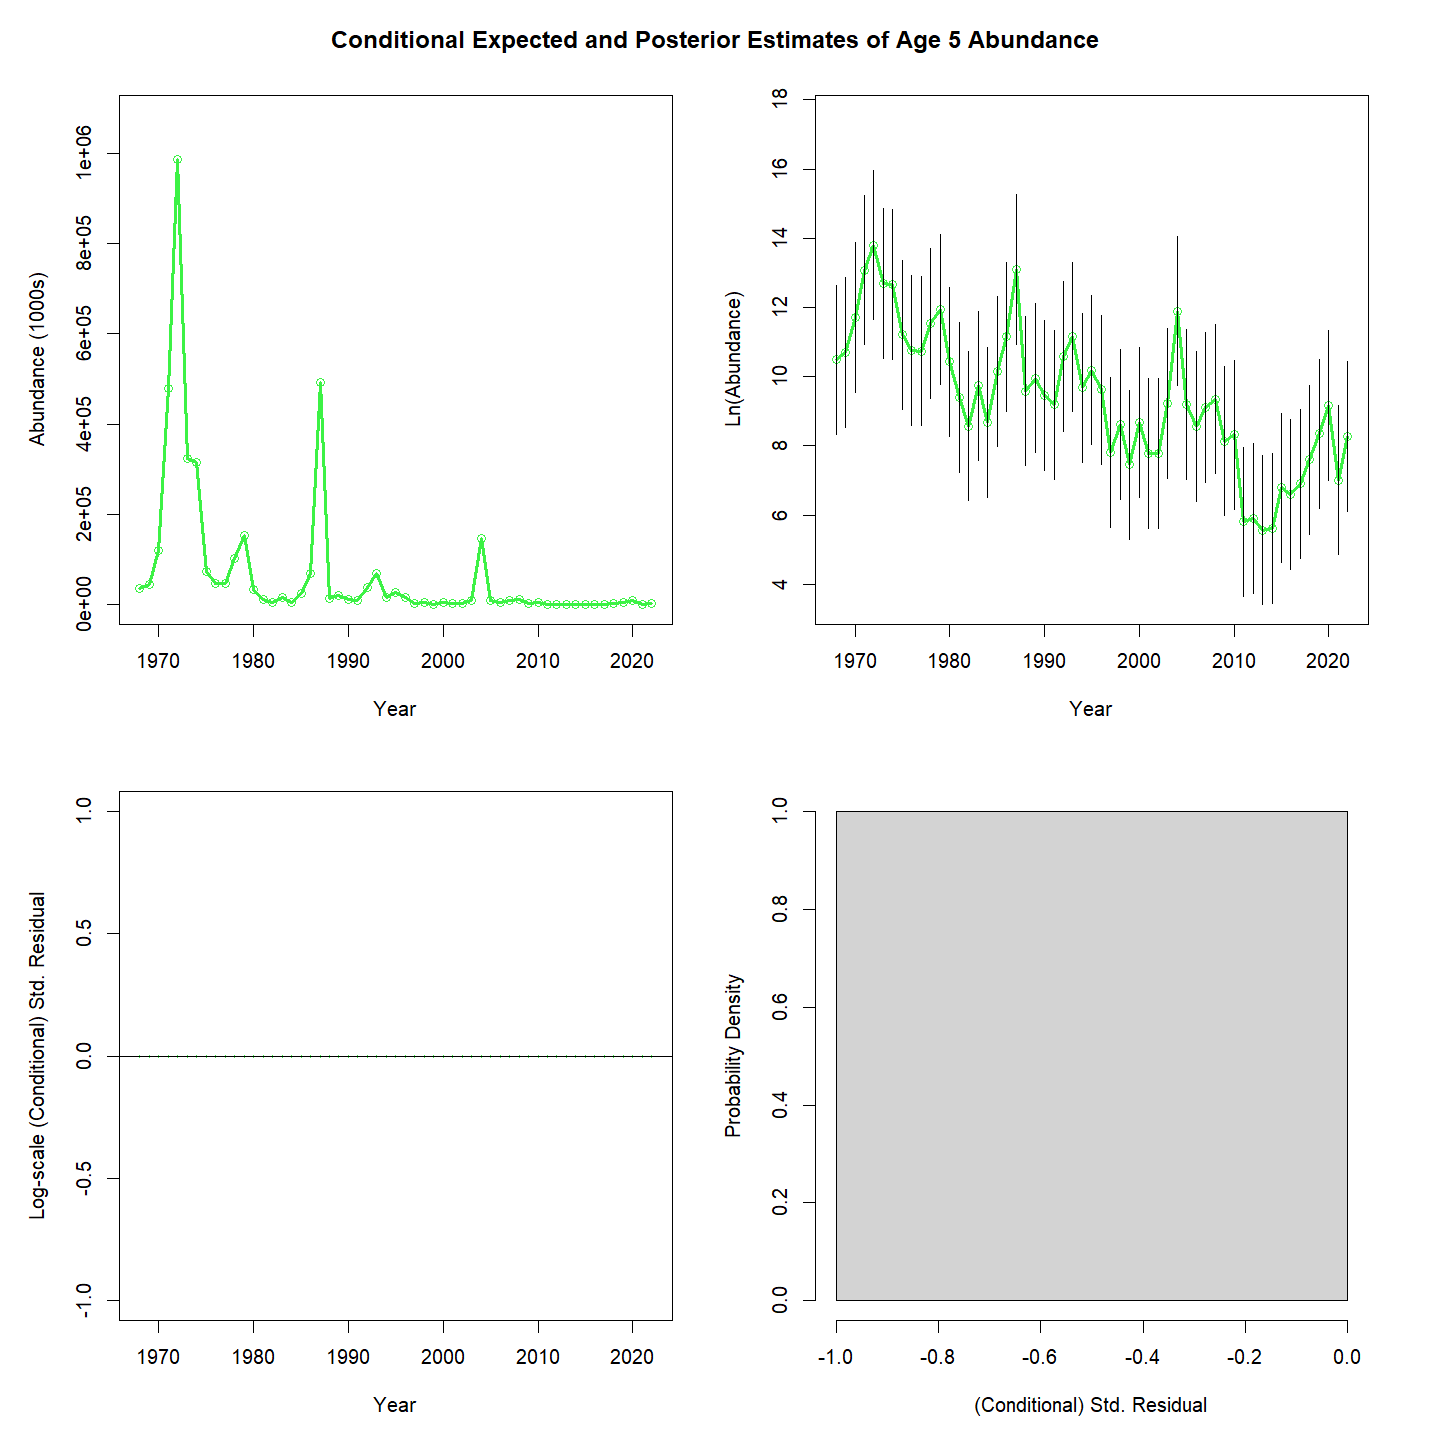 Conditional Expected and Posterior Estimates of Age 5 Abundance
Abundance (1000s)
0e+00 2e+05 4e+05 6e+05 8e+05 1e+06
1970 1980 1990 2000 2010 2020
Year
Ln(Abundance)
4 6 8 10 12 14 16 18
1970 1980 1990 2000 2010 2020
Year
Log-scale (Conditional) Std. Residual
-1.0 -0.5 0.0 0.5 1.0
1970 1980 1990 2000 2010 2020
Year
Probability Density
0.0 0.2 0.4 0.6 0.8 1.0
-1.0 -0.8 -0.6 -0.4 -0.2 0.0
(Conditional) Std. Residual